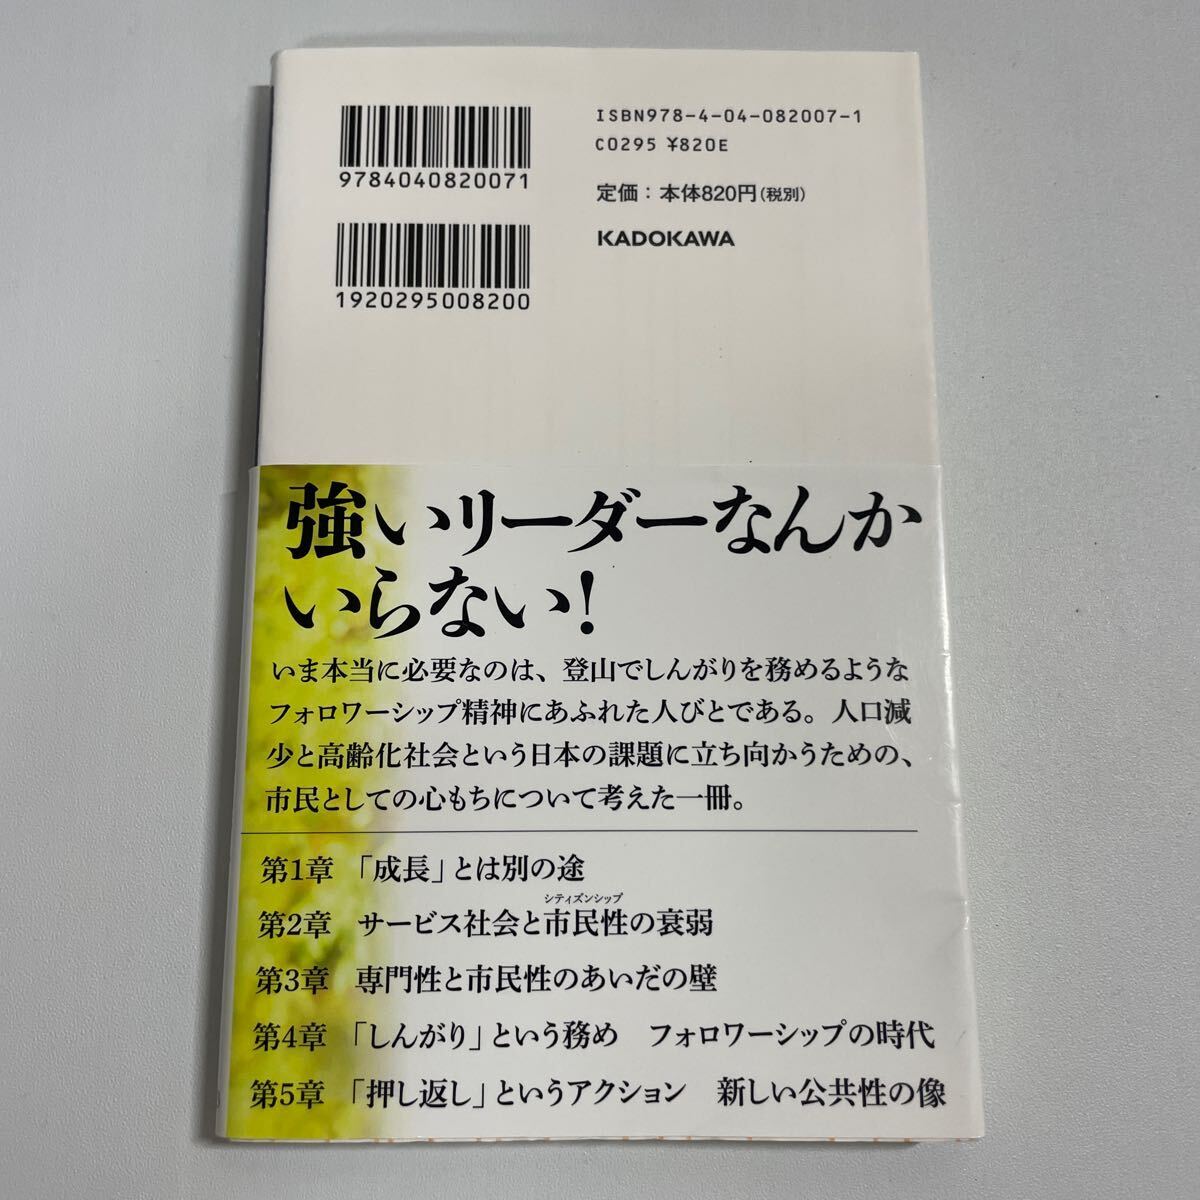 9784040820071
1920295008200
ISBN978-4-04-082007-1
C0295 ¥820E
定価：本体820円（税別）
KADOKAWA
強いリーダーなんか
いらない！
いま本当に必要なのは、登山でしんがりを務めるような
フォロワーシップ精神にあふれた人びとである。人口減
少と高齢化社会という日本の課題に立ち向かうための、
市民としての心もちについて考えた一冊。
第1章 「成長」とは別の途
シティズンシップ
第2章 サービス社会と市民性の衰弱
第3章 専門性と市民性のあいだの壁
第4章 「しんがり」という務め フォロワーシップの時代
第5章 「押し返し」というアクション 新しい公共性の像